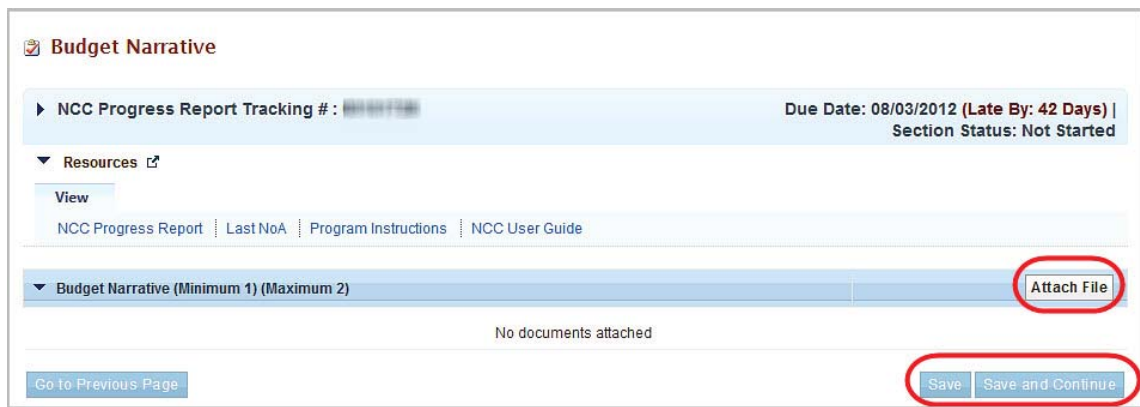 Budget Narrative
NCC Progress Report Tracking # :
Due Date: 08/03/2012 (Late By: 42 Days) |
Section Status: Not Started
Resources
View
NCC Progress Report
Last NoA
Program Instructions
NCC User Guide
Budget Narrative (Minimum 1) (Maximum 2)
Attach File
No documents attached
Go to Previous Page
Save
Save and Continue